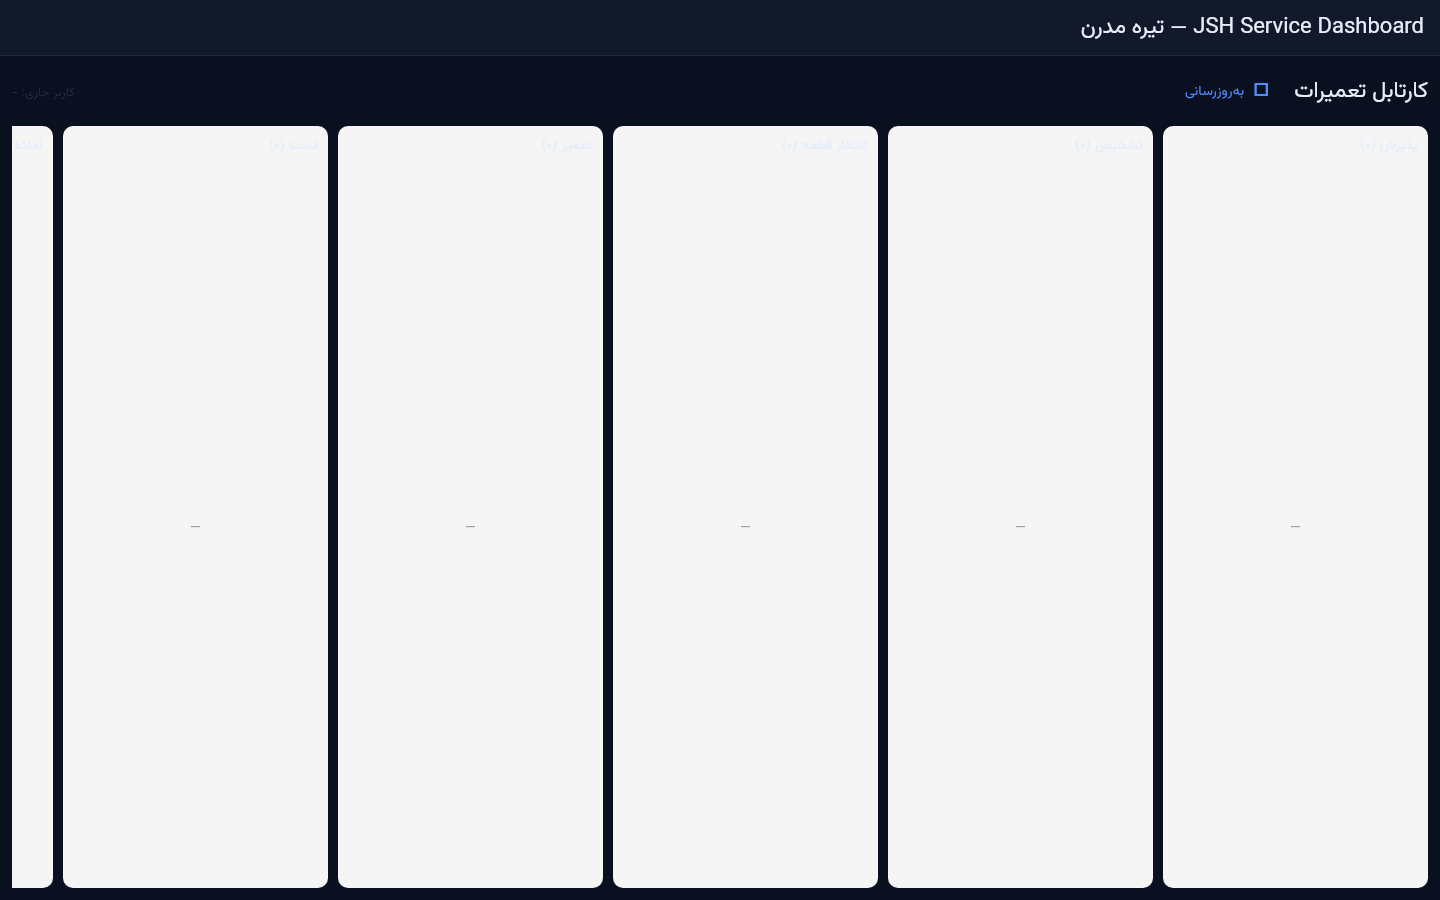 JSH Service Dashboard — تیره مدرن
کارتابل تعمیرات
به‌روزرسانی
کاربر جاری: -
پذیرش (۰)
تشخیص (۰)
انتظار قطعه (۰)
تعمیر (۰)
تست (۰)
آماده
—
—
—
—
—